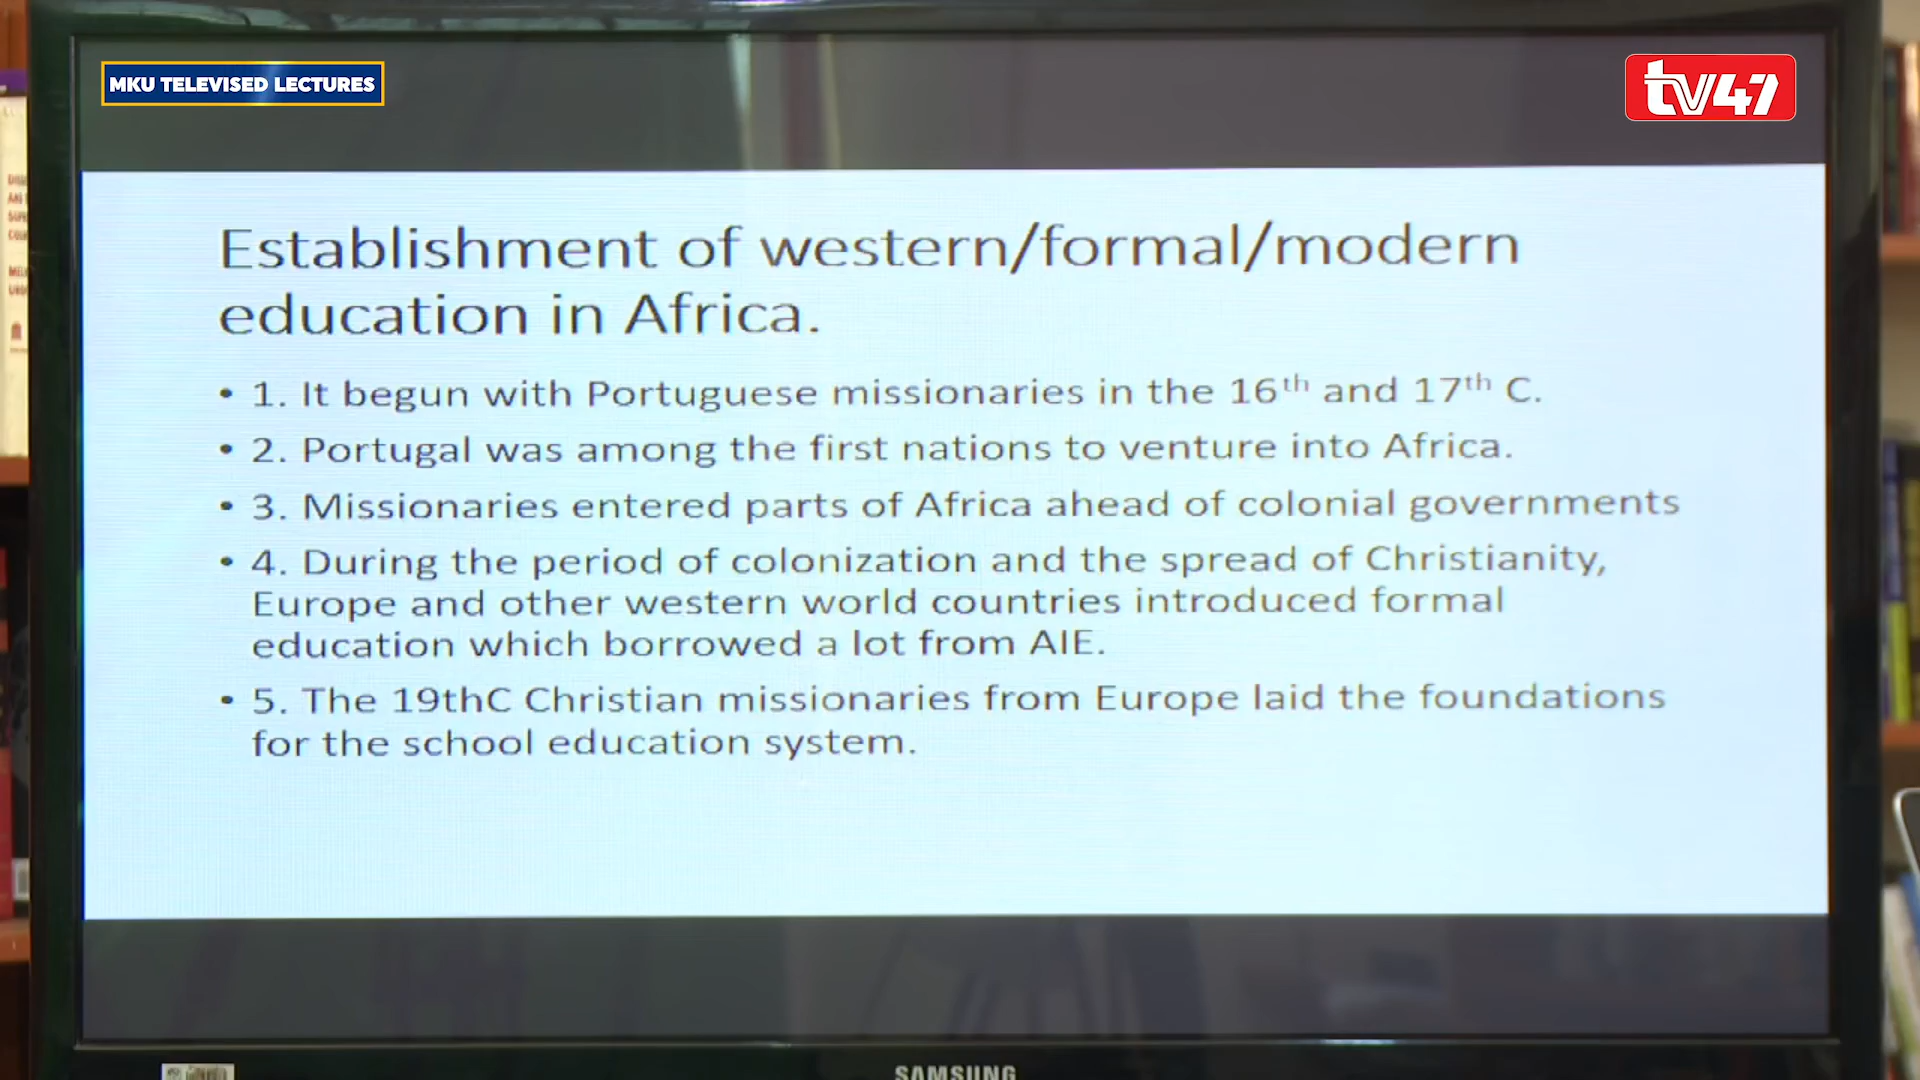 MKU TELEVISED LECTURES
tv47
Establishment of western/formal/modern
education in Africa.
• 1. It begun with Portuguese missionaries in the 16th and 17th C.
• 2. Portugal was among the first nations to venture into Africa.
• 3. Missionaries entered parts of Africa ahead of colonial governments
• 4. During the period of colonization and the spread of Christianity,
Europe and other western world countries introduced formal
education which borrowed a lot from AIE.
• 5. The 19thC Christian missionaries from Europe laid the foundations
for the school education system.
SAMSUNG